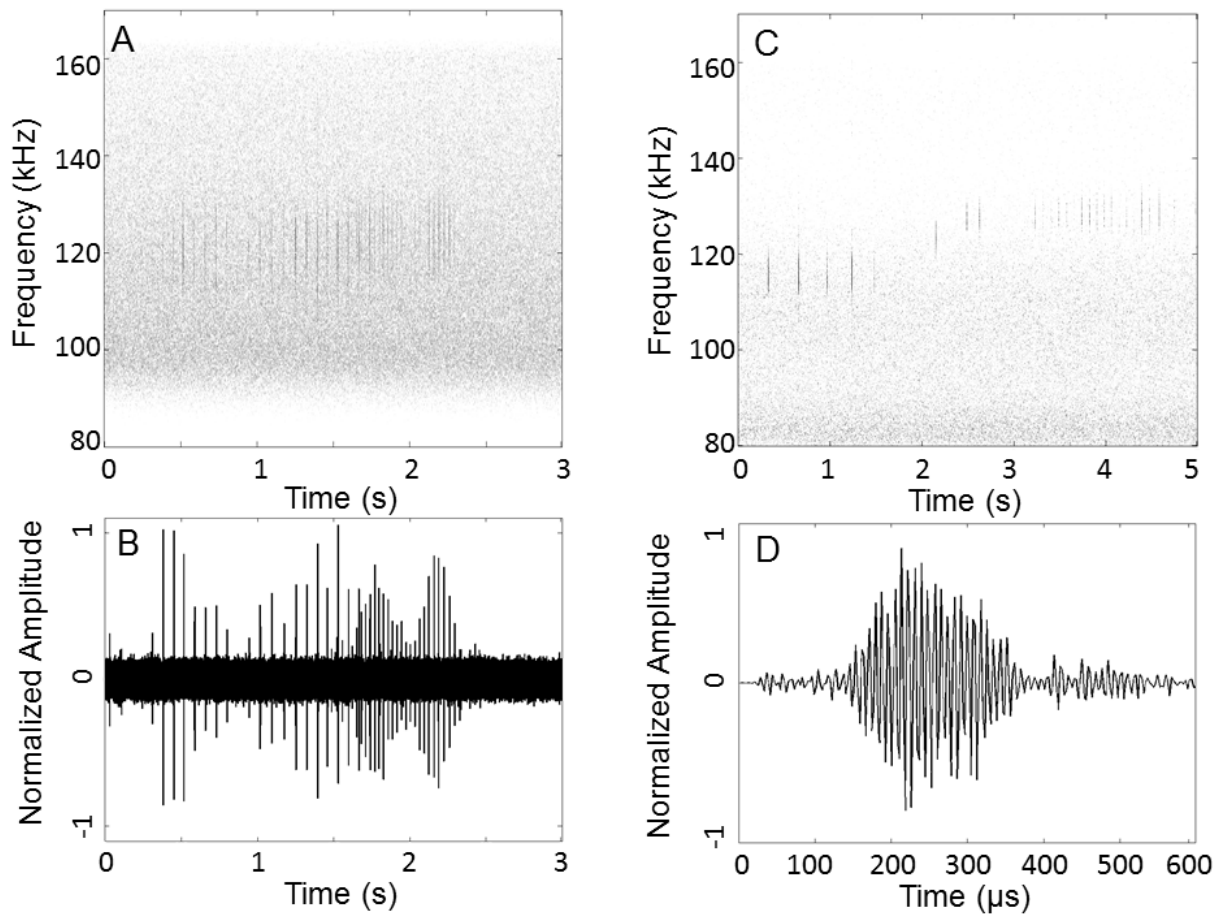 A
Frequency (kHz)
160
140
120
100
80
0 1 2 3
Time (s)
B
Normalized Amplitude
1
0
-1
0 1 2 3
Time (s)
C
Frequency (kHz)
160
140
120
100
80
0 1 2 3 4 5
Time (s)
D
Normalized Amplitude
1
0
-1
0 100 200 300 400 500 600
Time (µs)